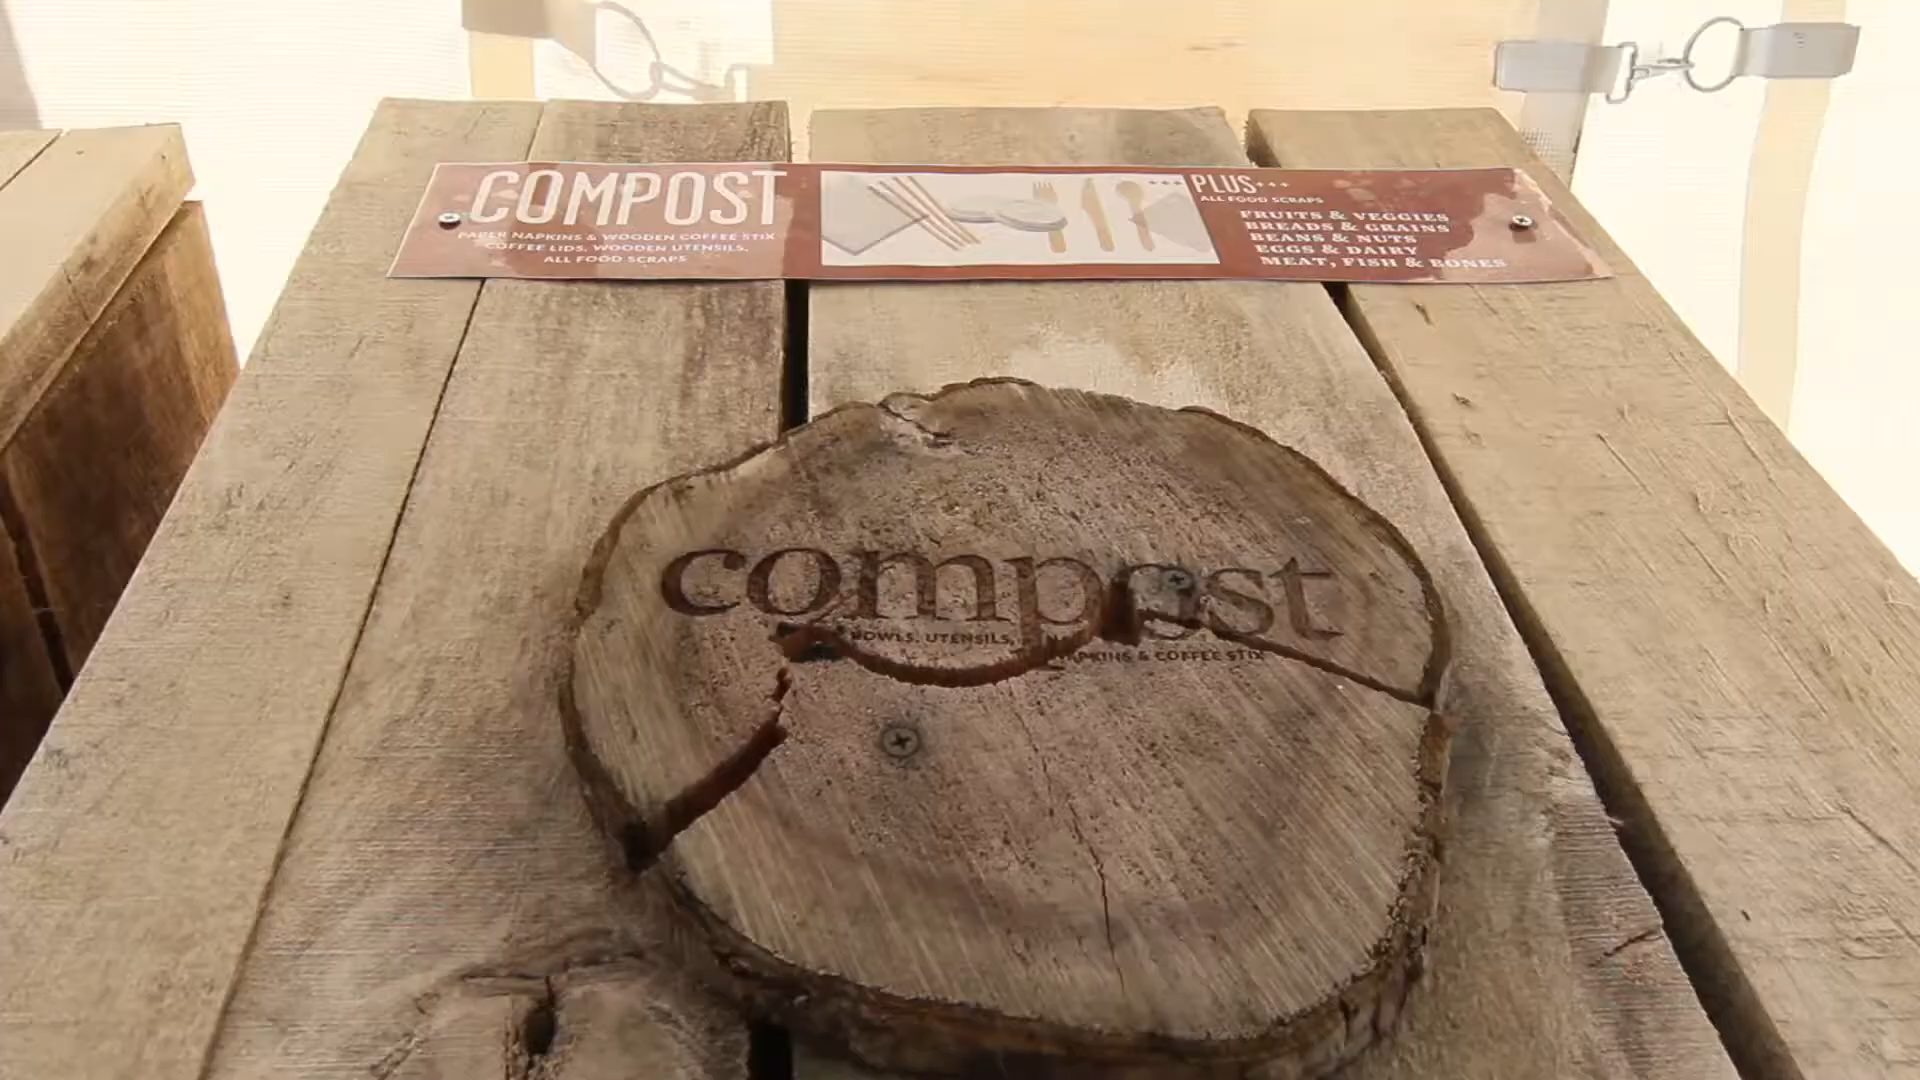 COMPOST
PAPER NAPKINS & WOODEN COFFEE STIX
COFFEE LIDS, WOODEN UTENSILS,
ALL FOOD SCRAPS
+++ PLUS+++
ALL FOOD SCRAPS
FRUITS & VEGGIES
BREADS & GRAINS
BEANS & NUTS
EGGS & DAIRY
MEAT, FISH & BONES
compost
BOWLS, UTENSILS,
NAPKINS & COFFEE STIX